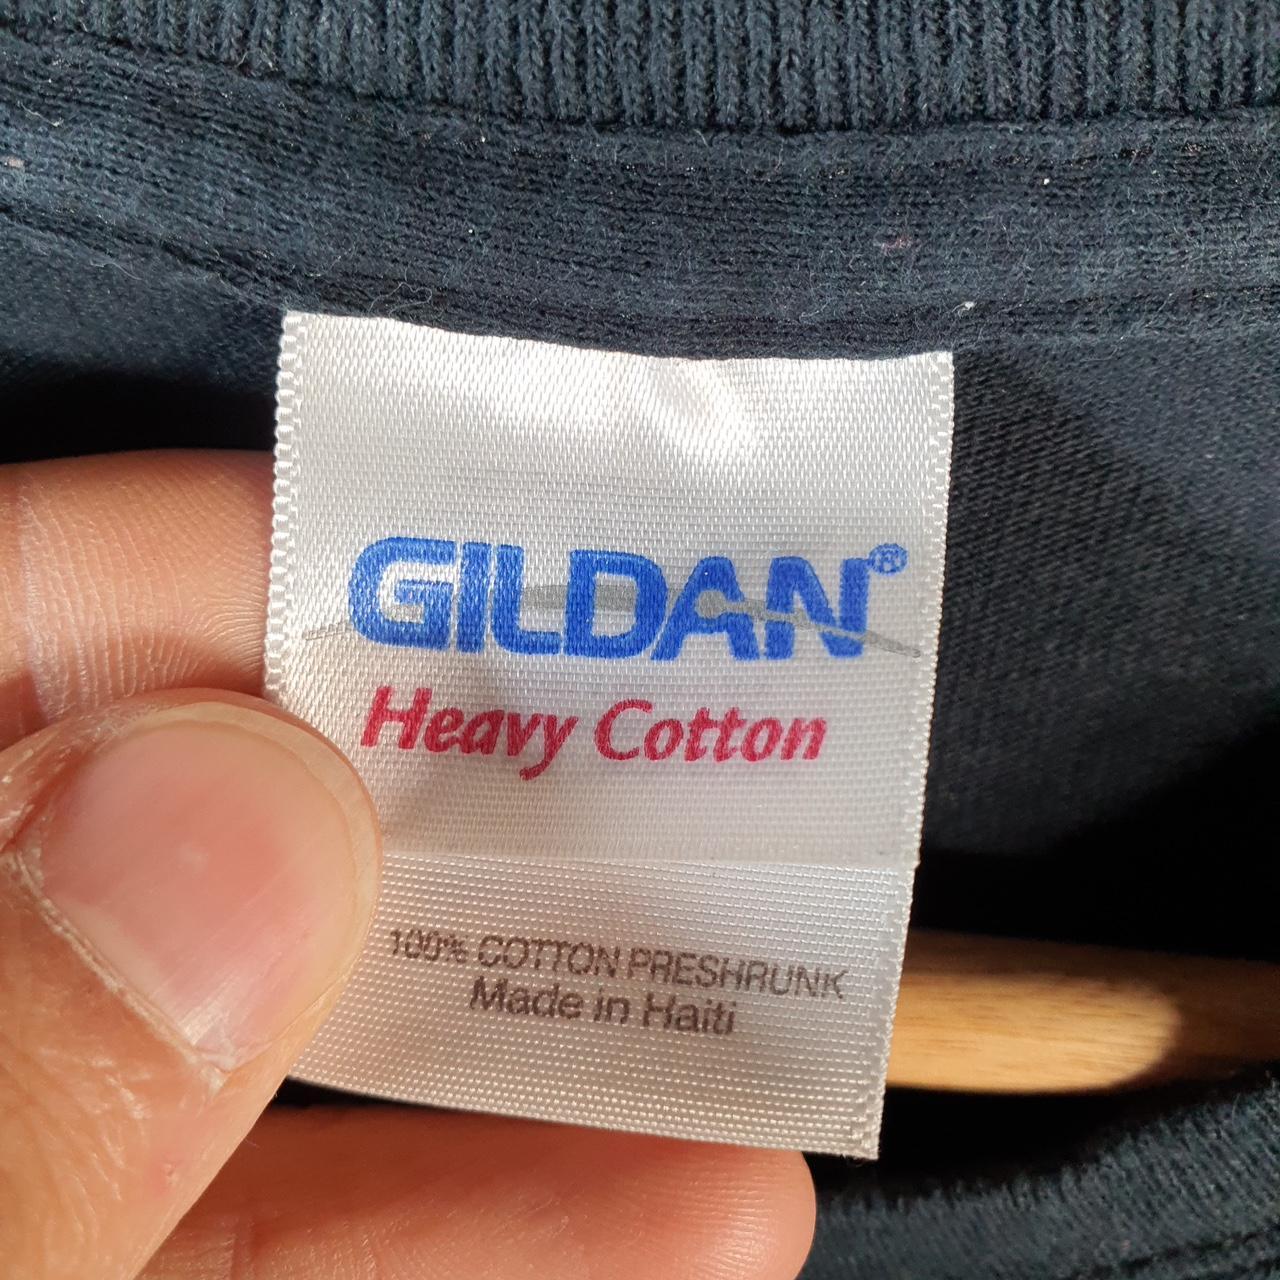 GILDAN®
Heavy Cotton
100% COTTON PRESHRUNK
Made in Haiti